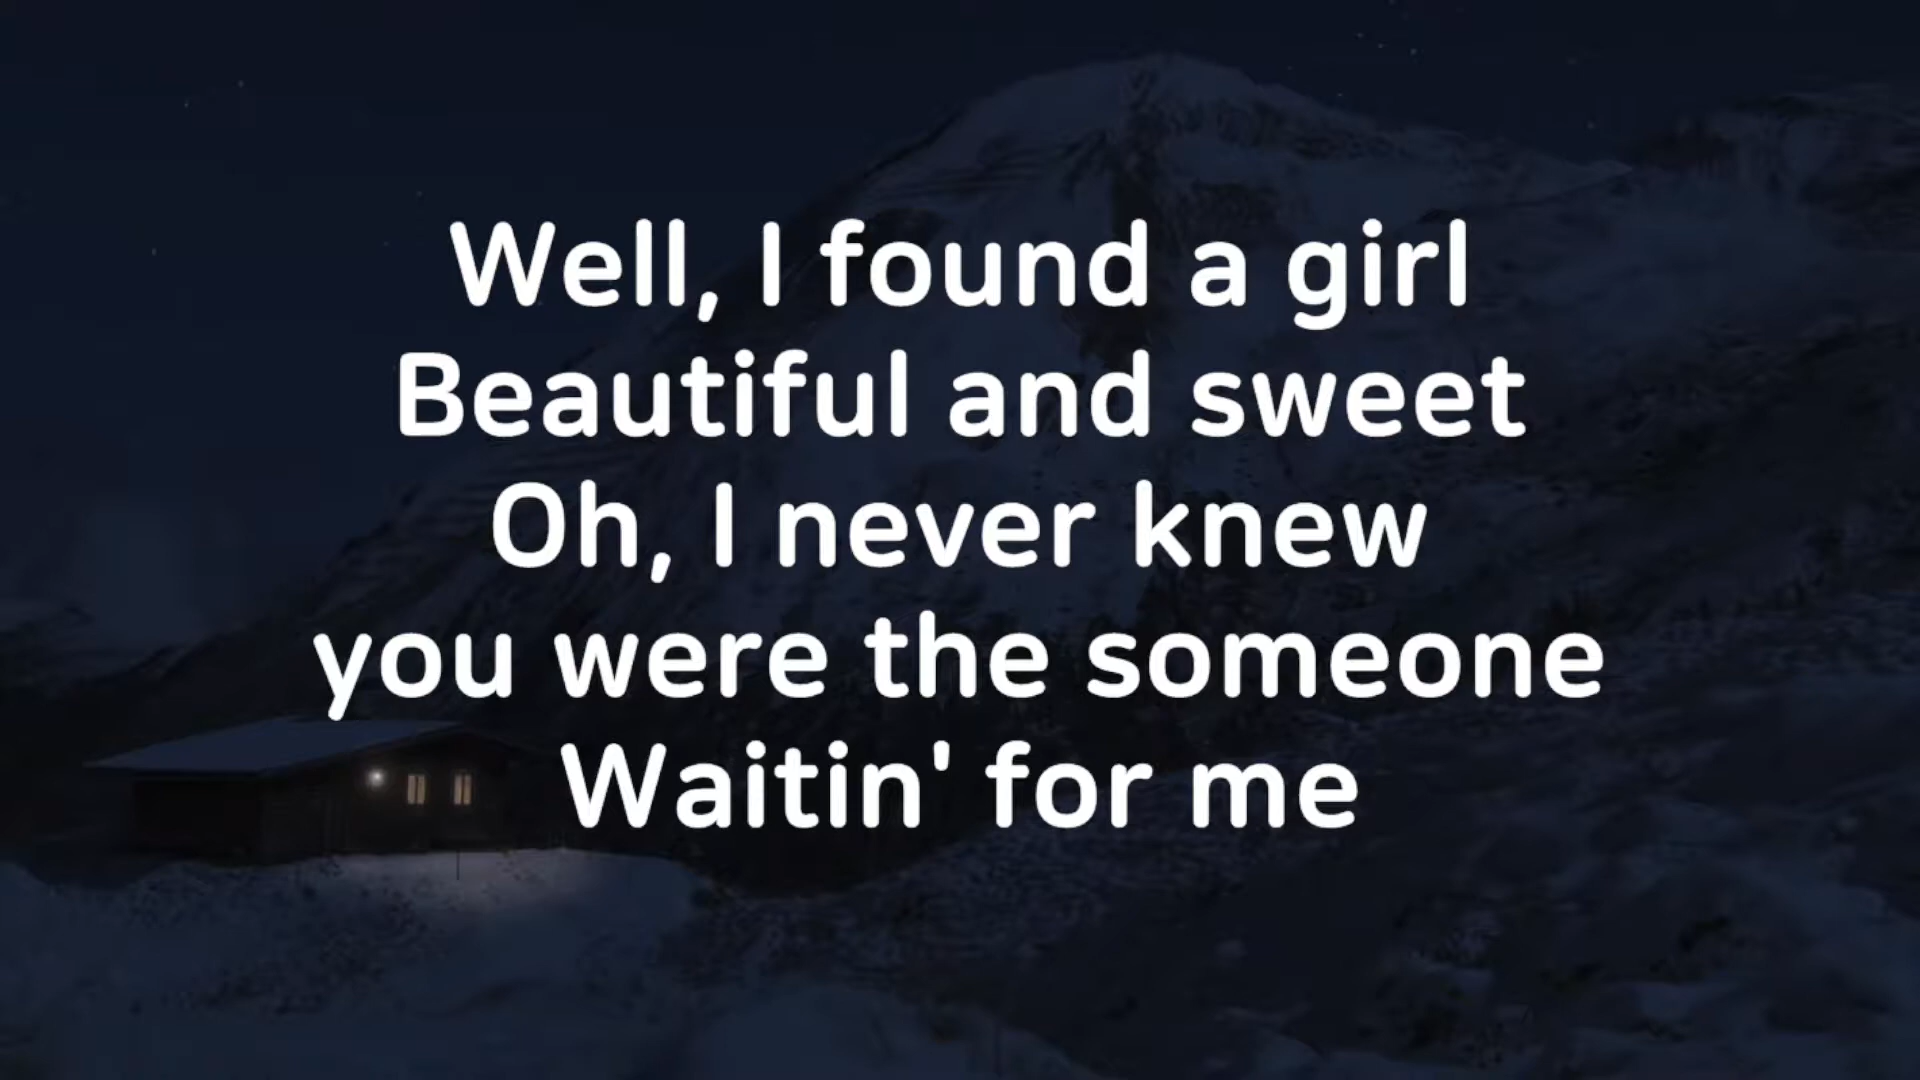 Well, I found a girl
Beautiful and sweet
Oh, I never knew
you were the someone
Waitin' for me